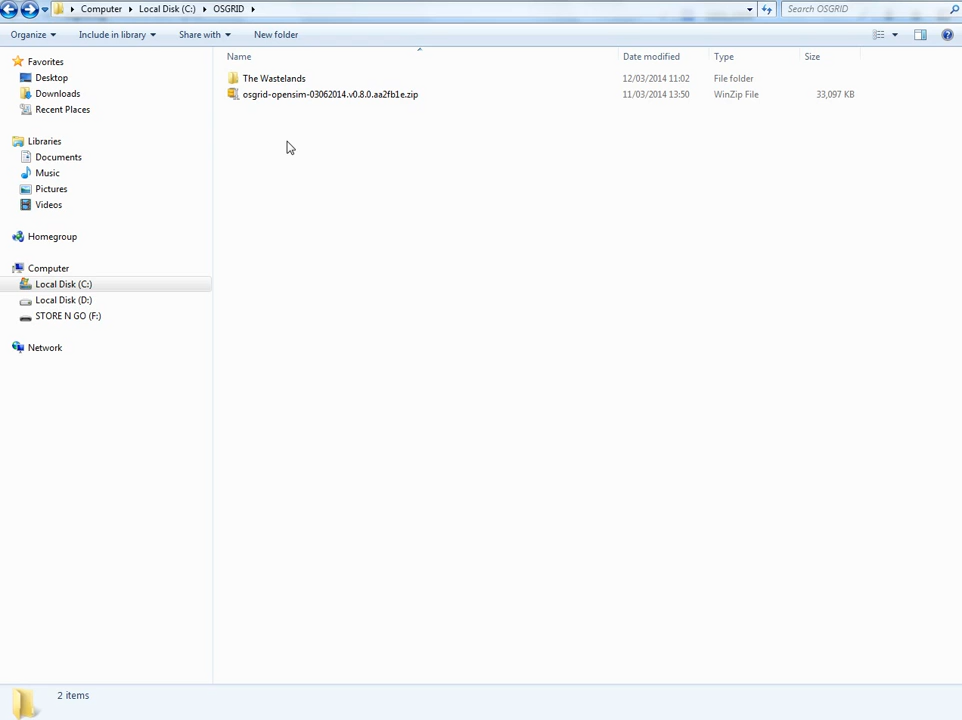 Computer Local Disk (C:) OSGRID Search OSGRID
Organize Include in library Share with New folder
Name Date modified Type Size
The Wastelands 12/03/2014 11:02 File folder
osgrid-opensim-03062014.v0.8.0.aa2fb1e.zip 11/03/2014 13:50 WinZip File 33,097 KB
Favorites
Desktop
Downloads
Recent Places
Libraries
Documents
Music
Pictures
Videos
Homegroup
Computer
Local Disk (C:)
Local Disk (D:)
STORE N GO (F:)
Network
2 items